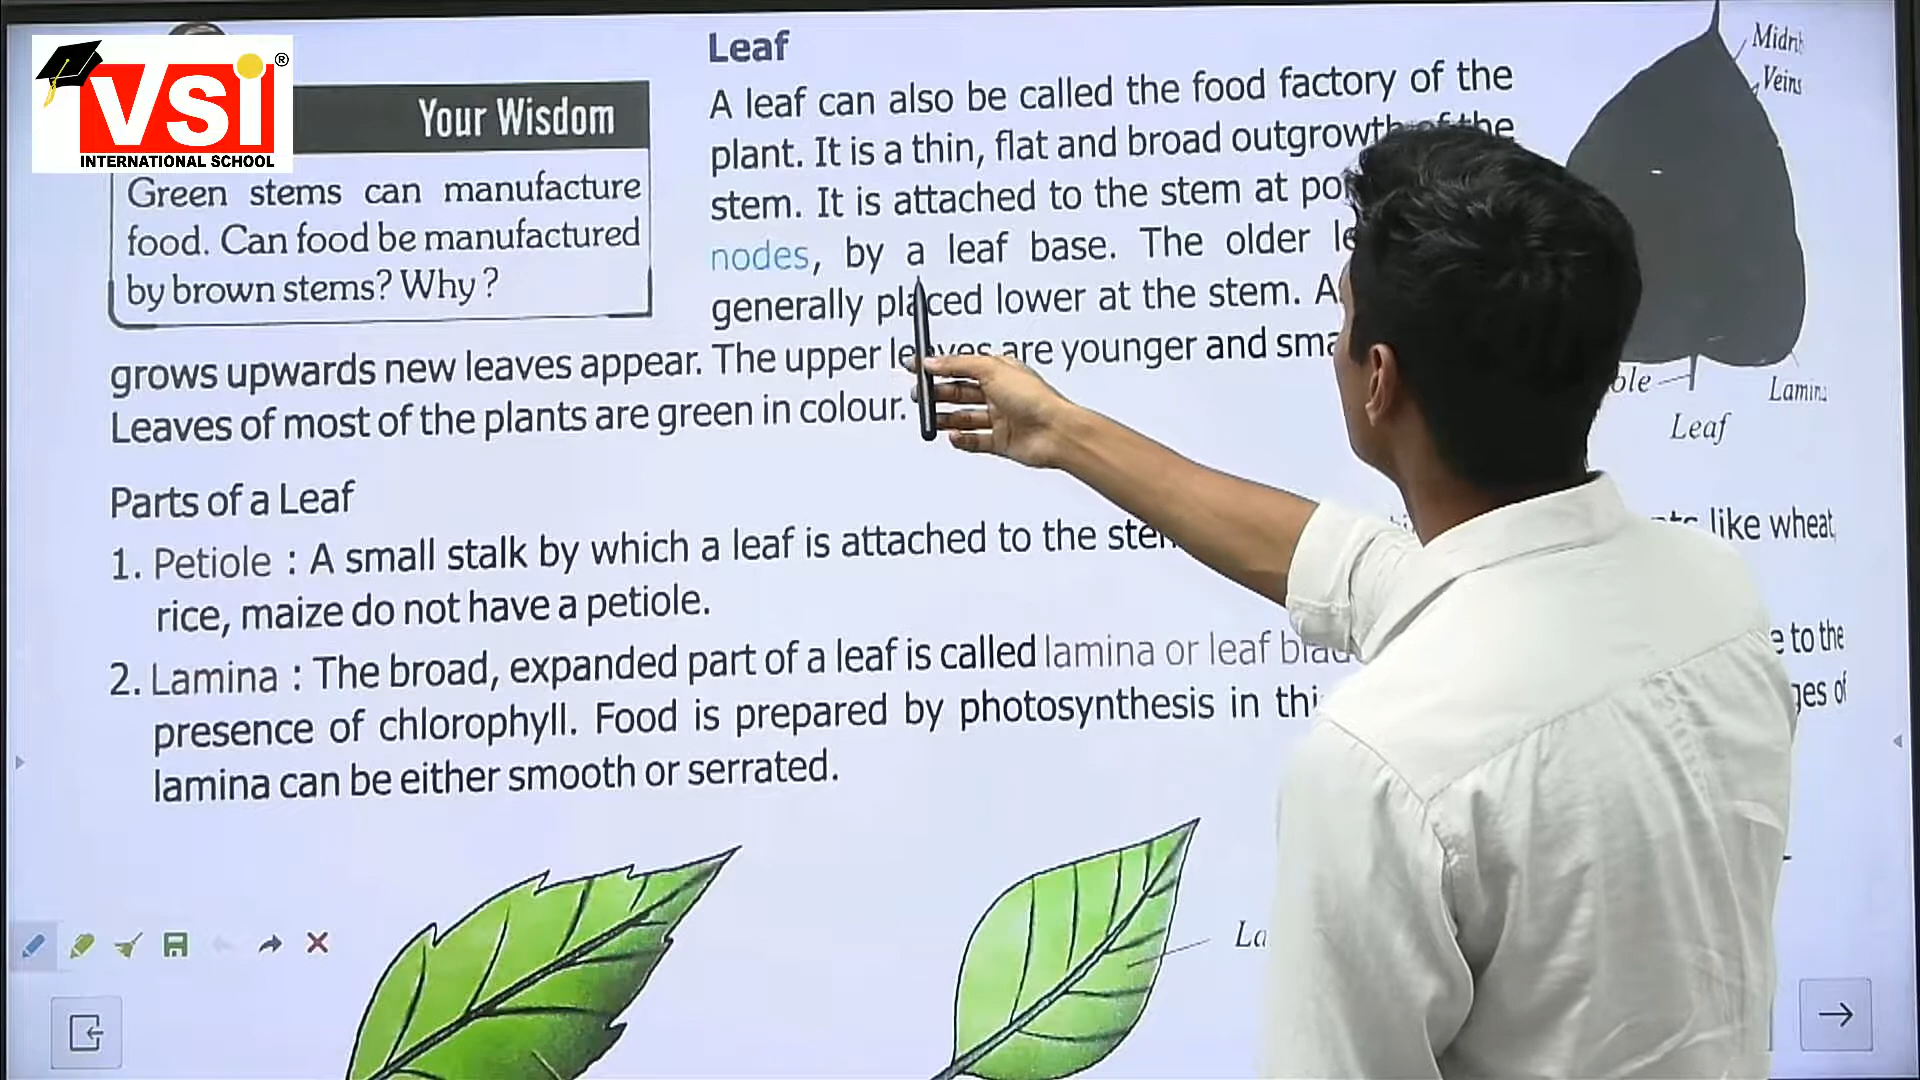 VSI®
INTERNATIONAL SCHOOL
Your Wisdom
Green stems can manufacture
food. Can food be manufactured
by brown stems? Why?
Leaf
A leaf can also be called the food factory of the
plant. It is a thin, flat and broad outgrowth of the
stem. It is attached to the stem at
nodes, by a leaf base. The older
generally placed lower at the stem.
grows upwards new leaves appear. The upper leaves are younger and
Leaves of most of the plants are green in colour.
Midrib
Veins
Lamina
Leaf
Parts of a Leaf
1. Petiole : A small stalk by which a leaf is attached to the like wheat,
rice, maize do not have a petiole.
2. Lamina : The broad, expanded part of a leaf is called lamina or leaf to the
presence of chlorophyll. Food is prepared by photosynthesis in of
lamina can be either smooth or serrated.